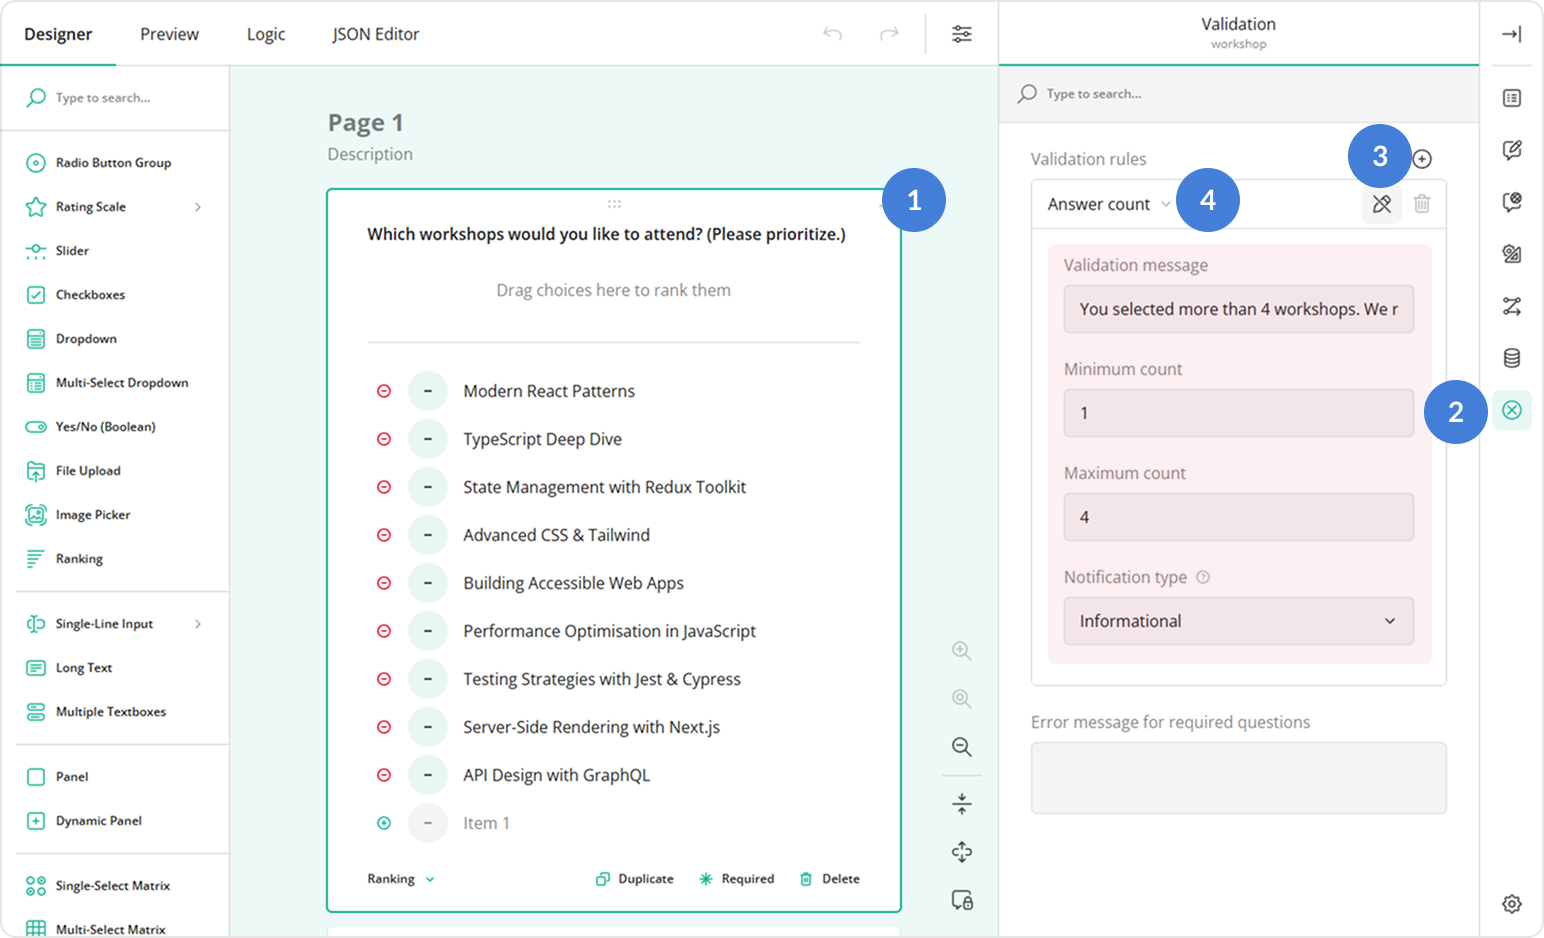 Designer
Preview
Logic
JSON Editor
Validation
workshop
Type to search...
Radio Button Group
Rating Scale
Slider
Checkboxes
Dropdown
Multi-Select Dropdown
Yes/No (Boolean)
File Upload
Image Picker
Ranking
Single-Line Input
Long Text
Multiple Textboxes
Panel
Dynamic Panel
Single-Select Matrix
Multi-Select Matrix
Page 1
Description
1
Which workshops would you like to attend? (Please prioritize.)
Drag choices here to rank them
Modern React Patterns
TypeScript Deep Dive
State Management with Redux Toolkit
Advanced CSS & Tailwind
Building Accessible Web Apps
Performance Optimisation in JavaScript
Testing Strategies with Jest & Cypress
Server-Side Rendering with Next.js
API Design with GraphQL
Item 1
Ranking
Duplicate
Required
Delete
Type to search...
Validation rules
3
Answer count
4
Validation message
You selected more than 4 workshops. We r
Minimum count
1
2
Maximum count
4
Notification type
Informational
Error message for required questions